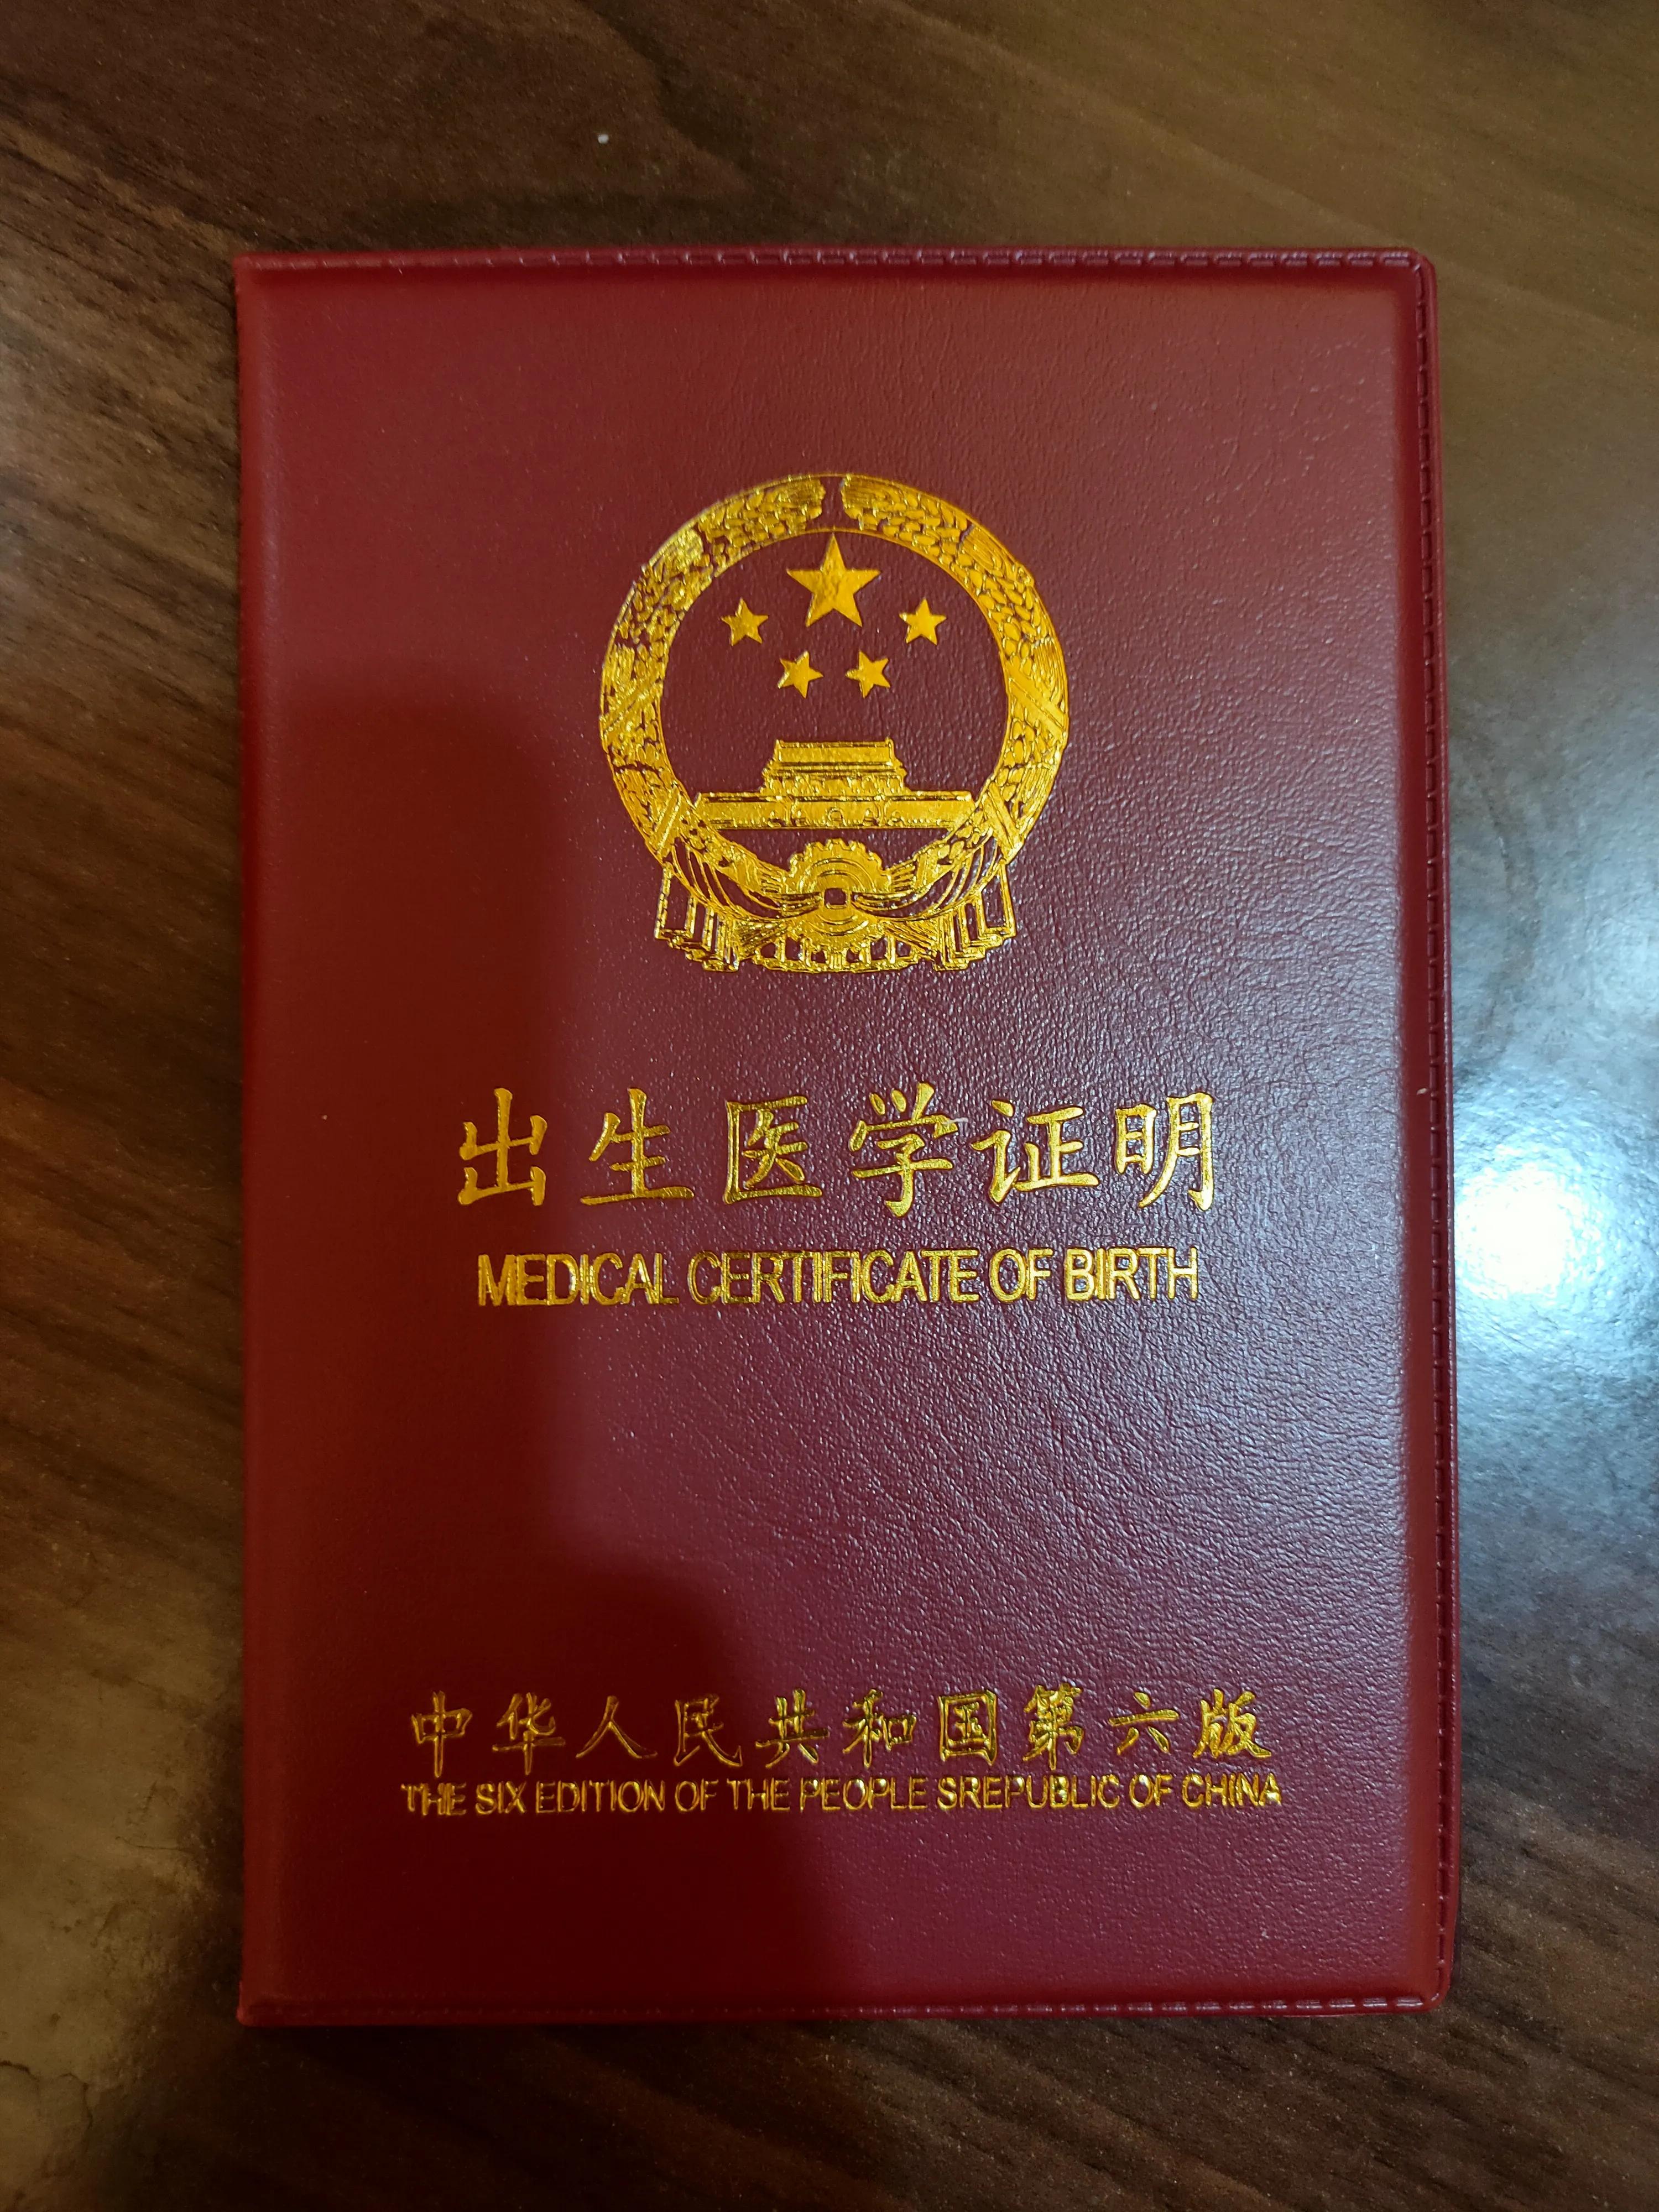 出生医学证明
MEDICAL CERTIFICATE OF BIRTH
中华人民共和国第六版
THE SIX EDITION OF THE PEOPLE SREPUBLIC OF CHINA